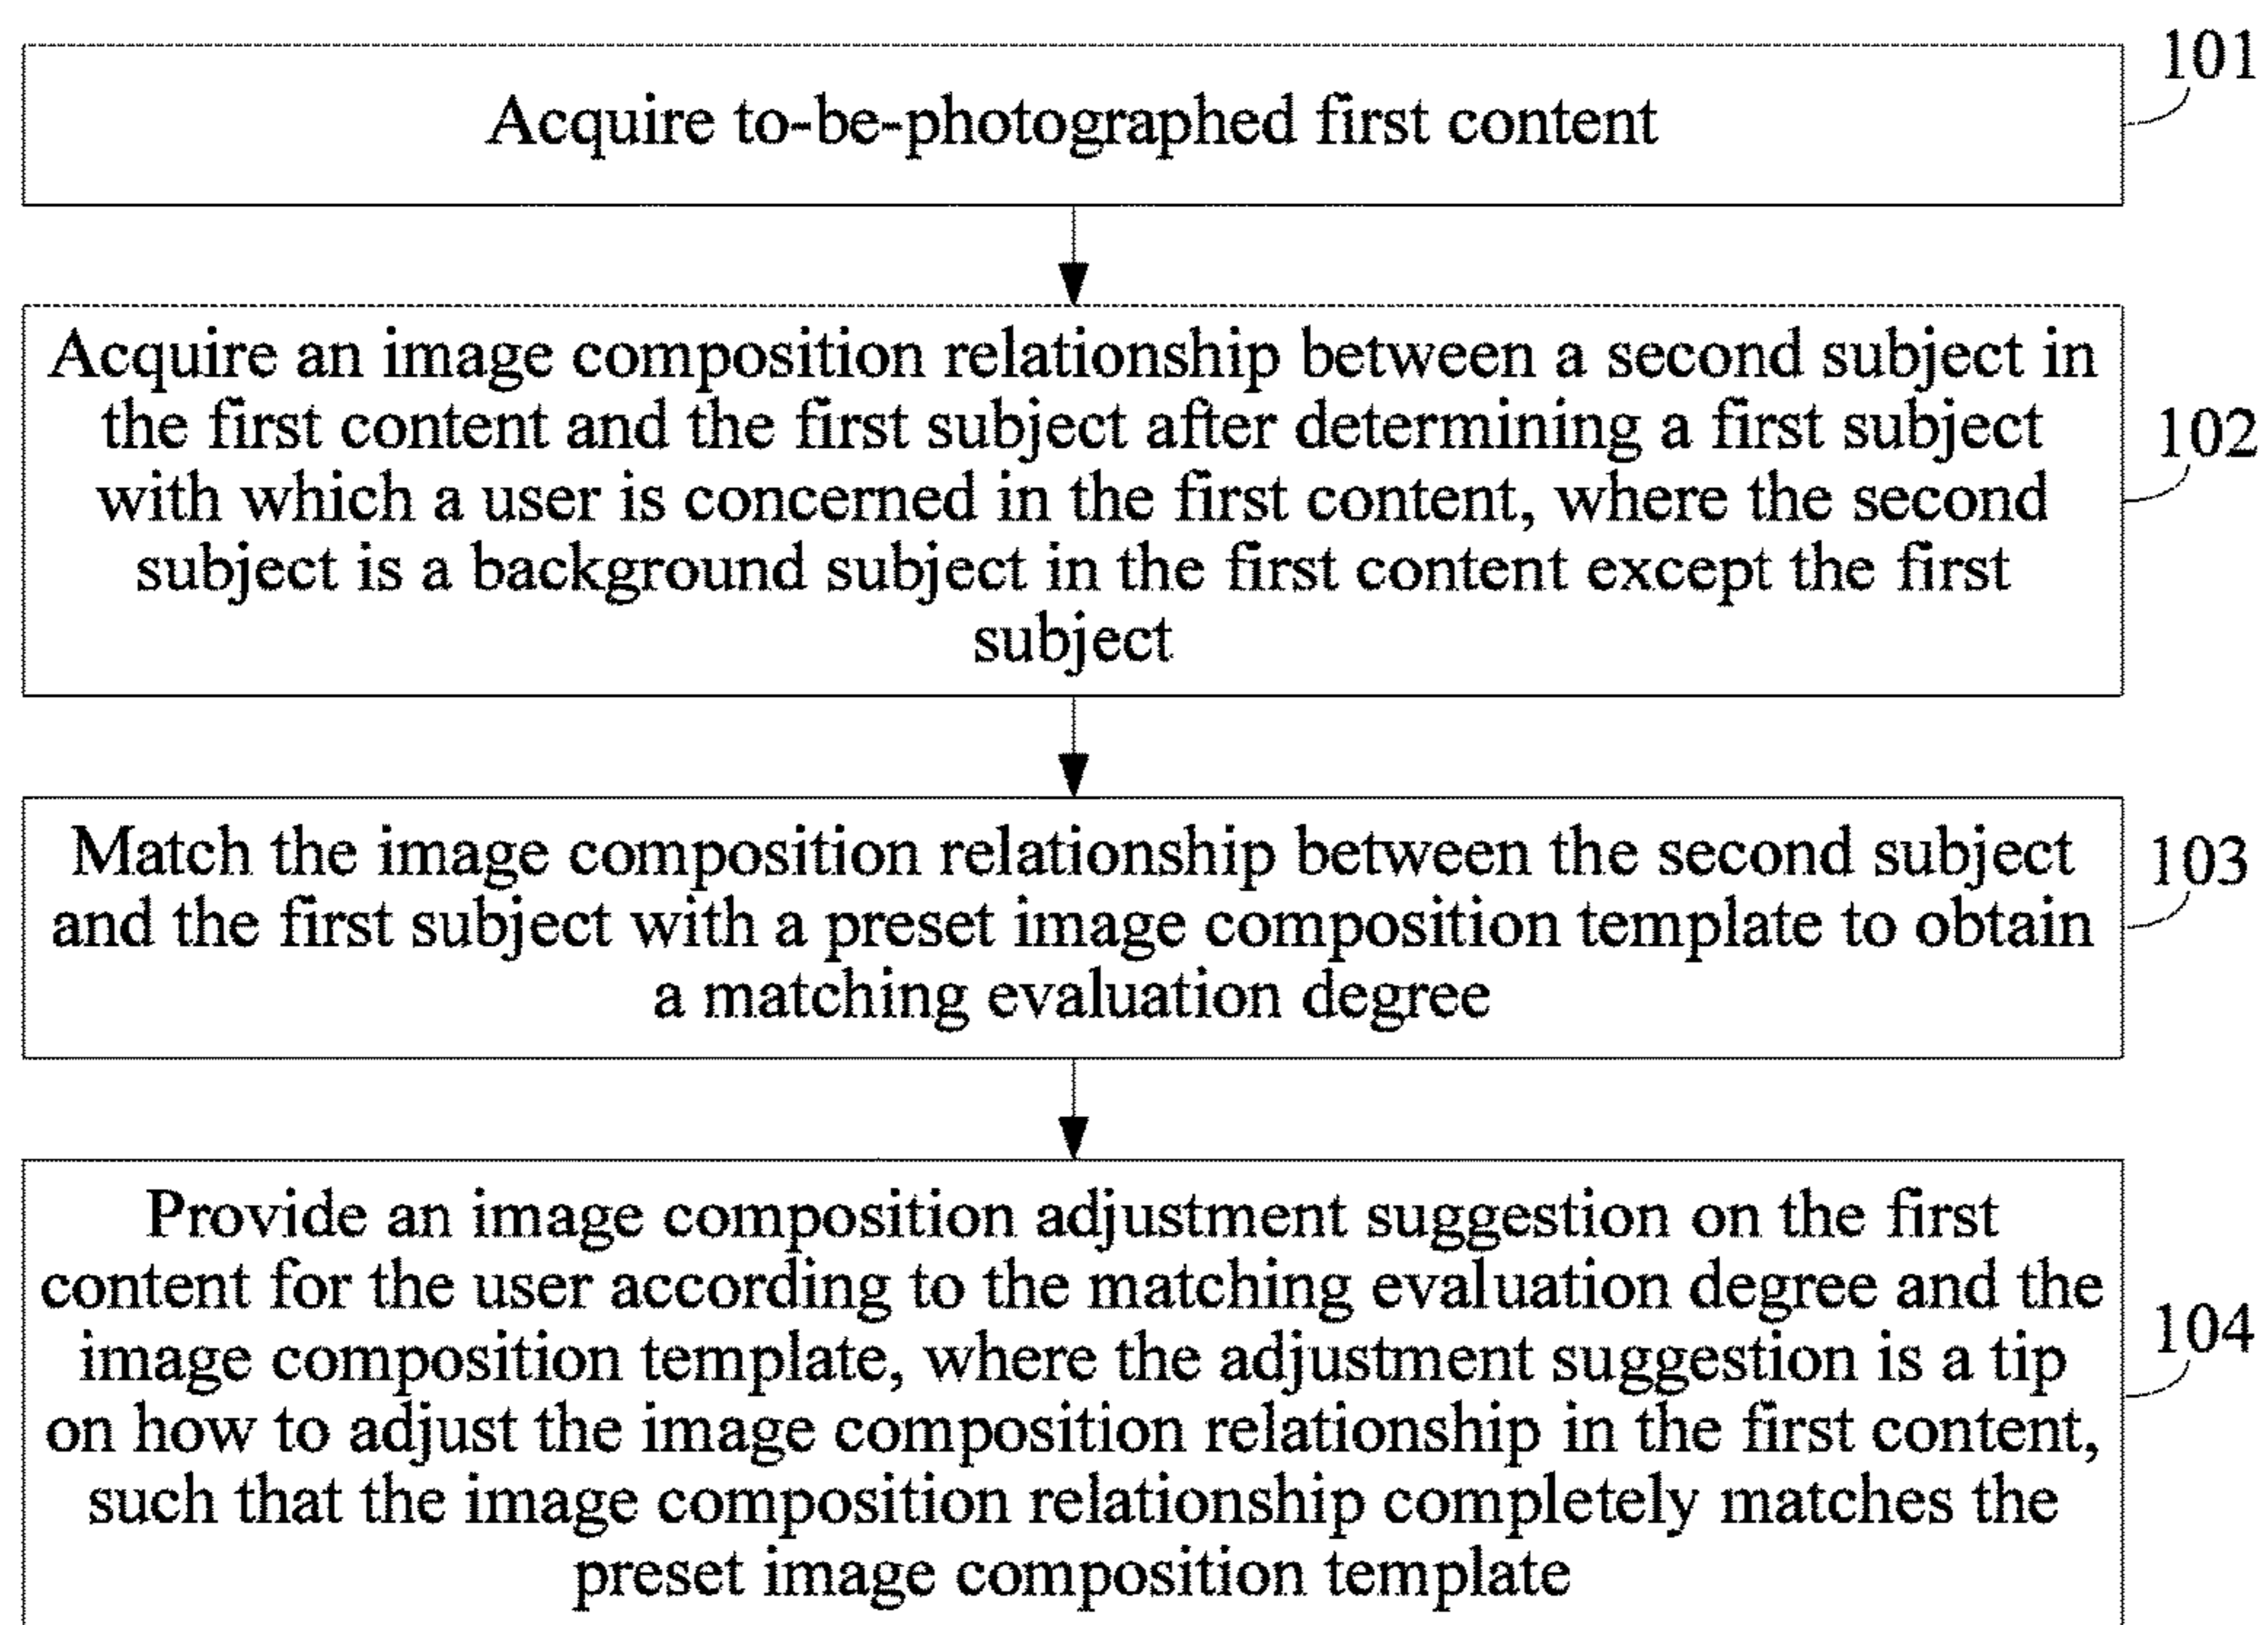 101
Acquire to-be-photographed first content
Acquire an image composition relationship between a second subject in
the first content and the first subject after determining a first subject
with which a user is concerned in the first content, where the second
subject is a background subject in the first content except the first
subject
102
Match the image composition relationship between the second subject
and the first subject with a preset image composition template to obtain
a matching evaluation degree
103
Provide an image composition adjustment suggestion on the first
content for the user according to the matching evaluation degree and the
image composition template, where the adjustment suggestion is a tip
on how to adjust the image composition relationship in the first content,
such that the image composition relationship completely matches the
preset image composition template
104